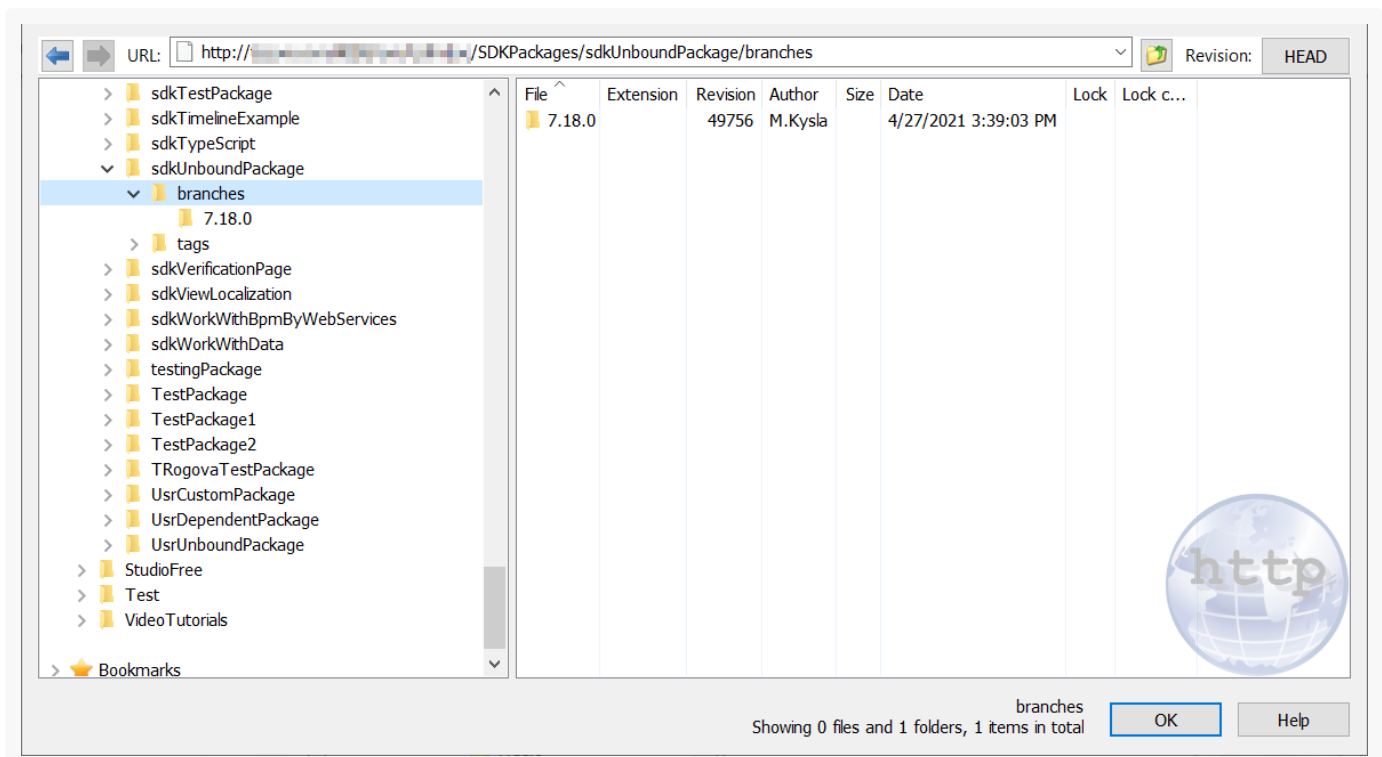 URL: http:// /SDKPackages/sdkUnboundPackage/branches Revision: HEAD
sdkTestPackage
sdkTimelineExample
sdkTypeScript
sdkUnboundPackage
branches
7.18.0
tags
sdkVerificationPage
sdkViewLocalization
sdkWorkWithBpmByWebServices
sdkWorkWithData
testingPackage
TestPackage
TestPackage1
TestPackage2
TRogovaTestPackage
UsrCustomPackage
UsrDependentPackage
UsrUnboundPackage
StudioFree
Test
VideoTutorials
Bookmarks
File Extension Revision Author Size Date Lock Lock c...
7.18.0 49756 M.Kysla 4/27/2021 3:39:03 PM
http
branches
Showing 0 files and 1 folders, 1 items in total
OK Help